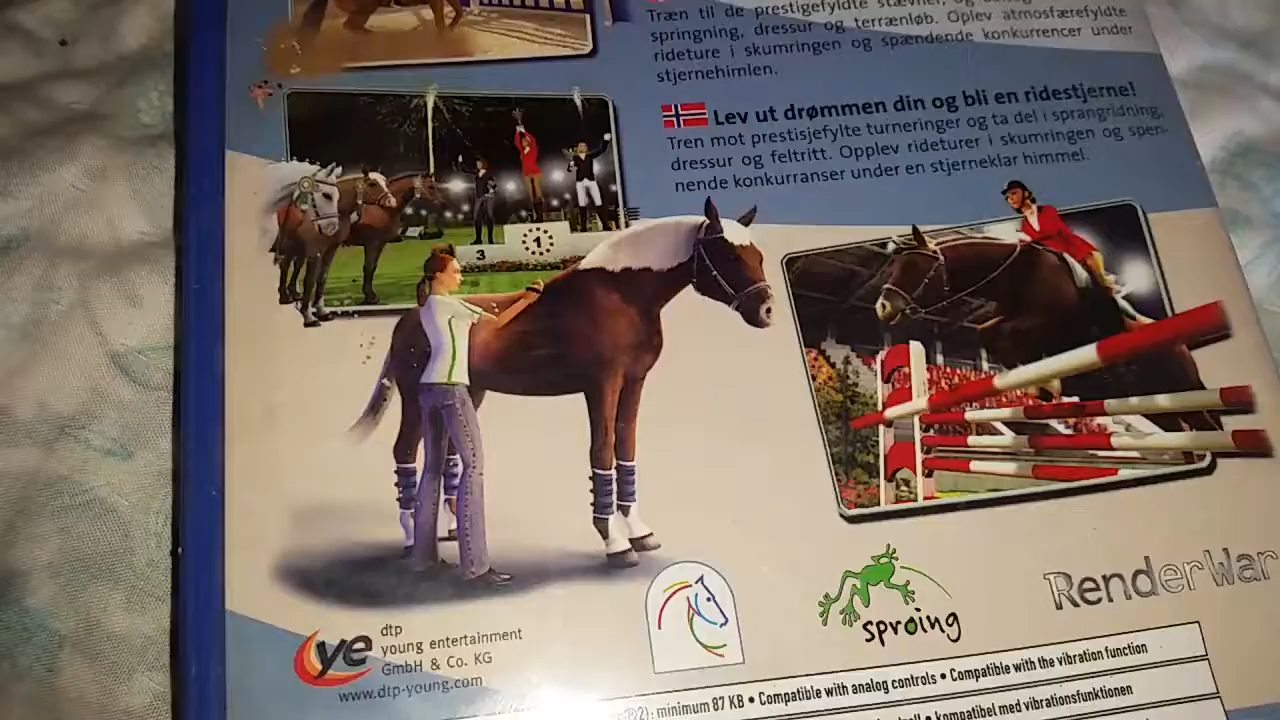 Træn til de prestigefyldte stævner, og
springning, dressur og terrænløb. Oplev atmosfærefyldte
rideture i skumringen og spændende konkurrencer under
stjernehimlen.
Lev ut drømmen din og bli en ridestjerne!
Tren mot prestisjefylte turneringer og ta del i sprangridning,
dressur og feltritt. Opplev rideturer i skumringen og spen-
nende konkurranser under en stjerneklar himmel.
3 1
ye
dtp
young entertainment
GmbH & Co. KG
www.dtp-young.com
sproing
RenderWar
2): minimum 87 KB • Compatible with analog controls • Compatible with the vibration function
• kompatibel med vibrationsfunktionen